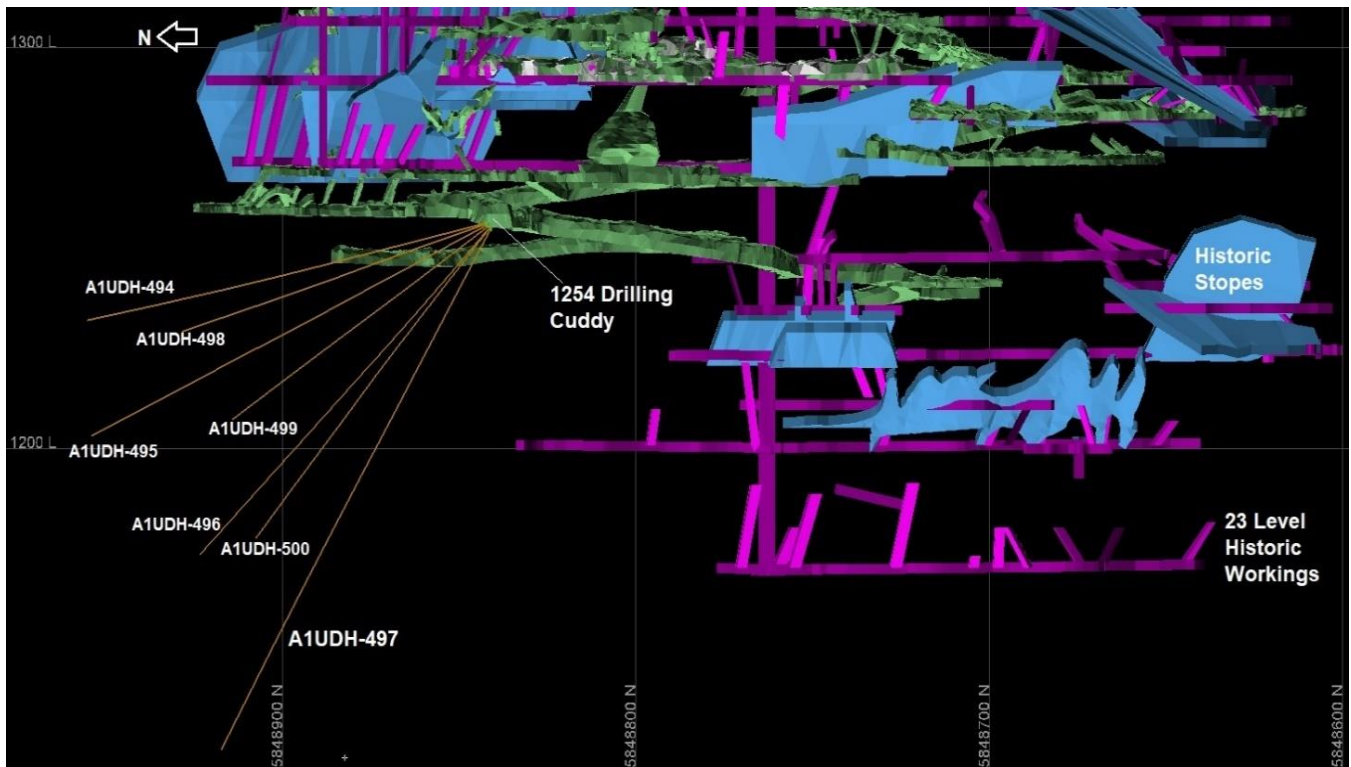 1300 L
N
A1UDH-494
1254 Drilling
Cuddy
Historic
Stopes
A1UDH-498
A1UDH-499
1200 L
A1UDH-495
A1UDH-496
A1UDH-500
23 Level
Historic
Workings
A1UDH-497
5848900 N
5848800 N
5848700 N
5848600 N